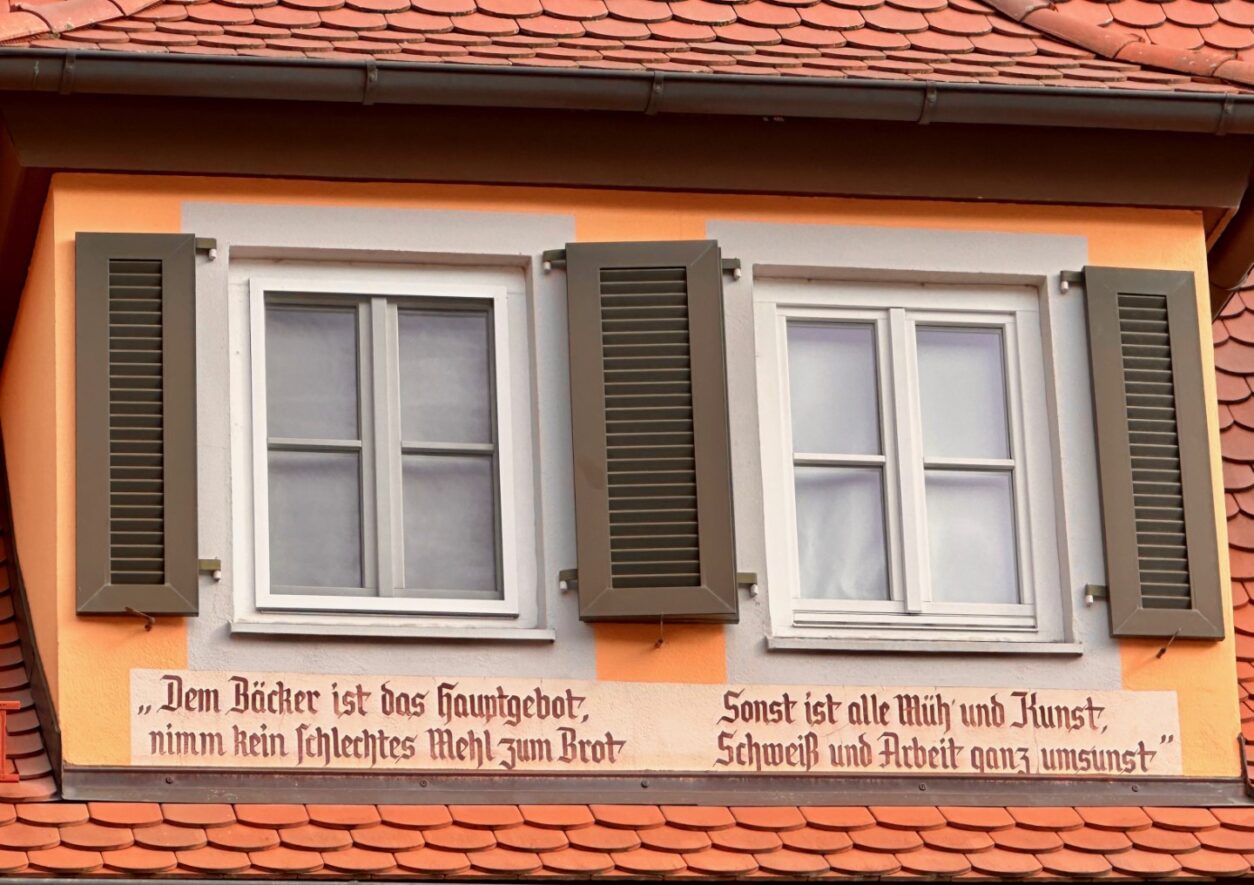 „Dem Bäcker ist das Hauptgebot,
nimm kein schlechtes Mehl zum Brot
Sonst ist alle Müh' und Kunst,
Schweiß und Arbeit ganz umsunst”